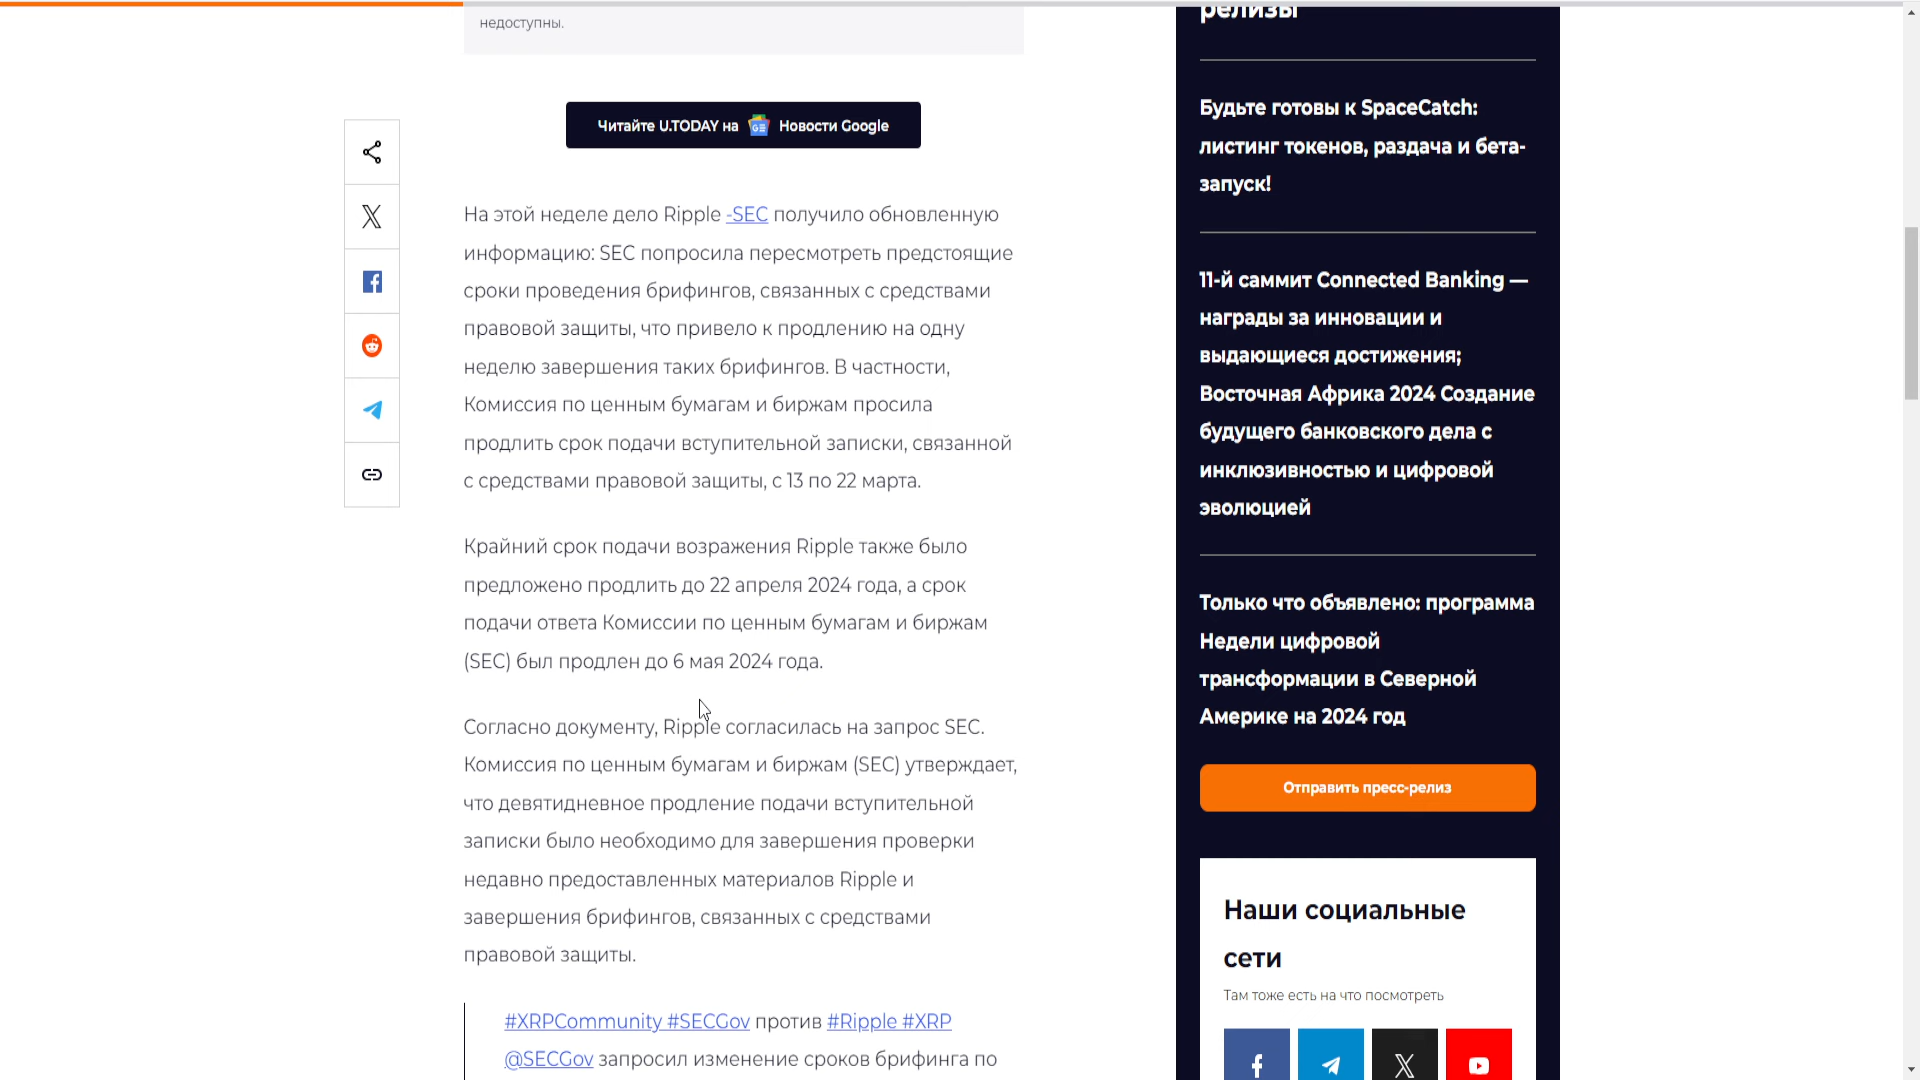 недоступны.
Читайте U.TODAY на GE Новости Google
На этой неделе дело Ripple -SEC получило обновленную
информацию: SEC попросила пересмотреть предстоящие
сроки проведения брифингов, связанных с средствами
правовой защиты, что привело к продлению на одну
неделю завершения таких брифингов. В частности,
Комиссия по ценным бумагам и биржам просила
продлить срок подачи вступительной записки, связанной
с средствами правовой защиты, с 13 по 22 марта.
Крайний срок подачи возражения Ripple также было
предложено продлить до 22 апреля 2024 года, а срок
подачи ответа Комиссии по ценным бумагам и биржам
(SEC) был продлен до 6 мая 2024 года.
Согласно документу, Ripple согласилась на запрос SEC.
Комиссия по ценным бумагам и биржам (SEC) утверждает,
что девятидневное продление подачи вступительной
записки было необходимо для завершения проверки
недавно предоставленных материалов Ripple и
завершения брифингов, связанных с средствами
правовой защиты.
#XRPCommunity #SECGov против #Ripple #XRP
@SECGov запросил изменение сроков брифинга по
релизы
Будьте готовы к SpaceCatch:
листинг токенов, раздача и бета-
запуск!
11-й саммит Connected Banking —
награды за инновации и
выдающиеся достижения;
Восточная Африка 2024 Создание
будущего банковского дела с
инклюзивностью и цифровой
эволюцией
Только что объявлено: программа
Недели цифровой
трансформации в Северной
Америке на 2024 год
Отправить пресс-релиз
Наши социальные
сети
Там тоже есть на что посмотреть